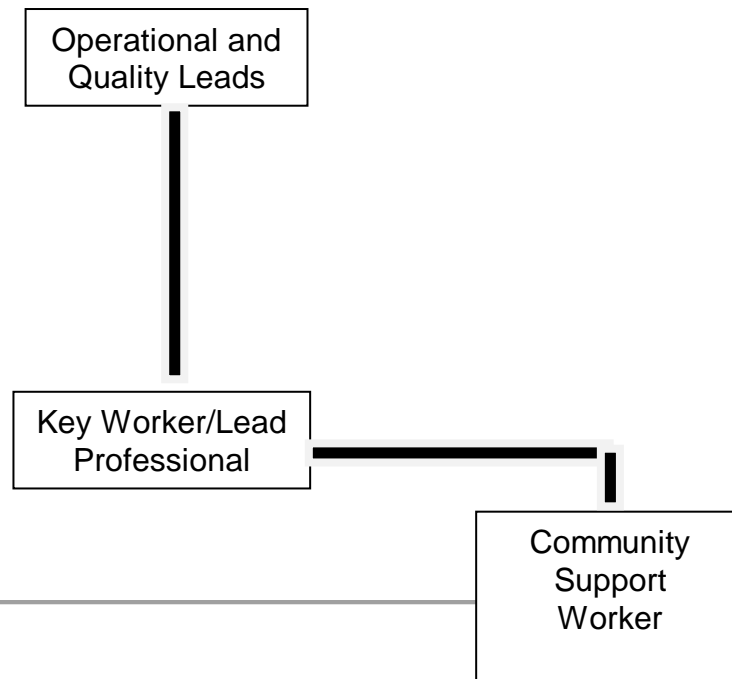 Operational and
Quality Leads
Key Worker/Lead
Professional
Community
Support
Worker